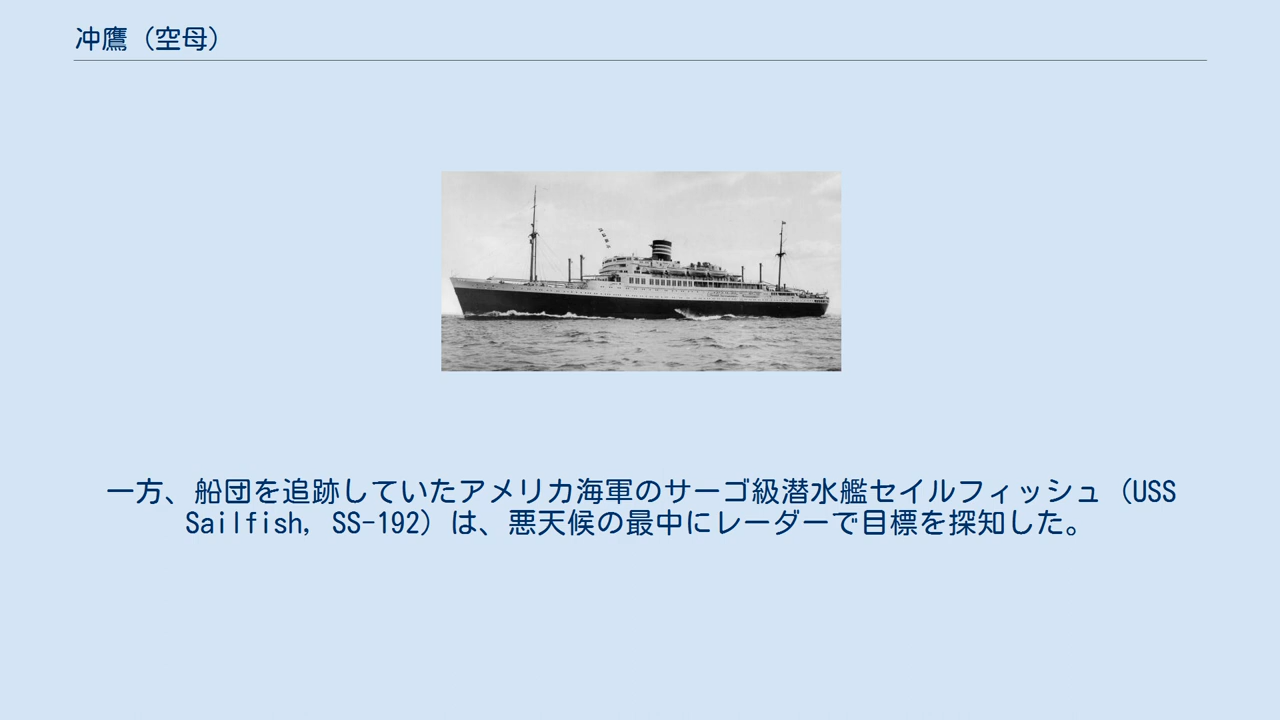 冲鷹（空母）
一方、船団を追跡していたアメリカ海軍のサーゴ級潜水艦セイルフィッシュ（USS
Sailfish, SS-192）は、悪天候の最中にレーダーで目標を探知した。